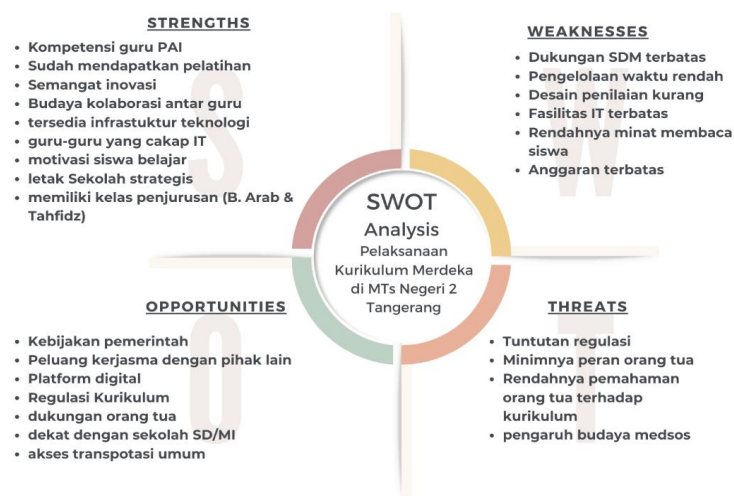 STRENGTHS
• Kompetensi guru PAI
• Sudah mendapatkan pelatihan
• Semangat inovasi
• Budaya kolaborasi antar guru
• tersedia infrastuktur teknologi
• guru-guru yang cakap IT
• motivasi siswa belajar
• letak Sekolah strategis
• memiliki kelas penjurusan (B. Arab &
Tahfidz)
S
WEAKNESSES
• Dukungan SDM terbatas
• Pengelolaan waktu rendah
• Desain penilaian kurang
• Fasilitas IT terbatas
• Rendahnya minat membaca
siswa
• Anggaran terbatas
W
SWOT
Analysis
Pelaksanaan
Kurikulum Merdeka
di MTs Negeri 2
Tangerang
OPPORTUNITIES
• Kebijakan pemerintah
• Peluang kerjasma dengan pihak lain
• Platform digital
• Regulasi Kurikulum
• dukungan orang tua
• dekat dengan sekolah SD/MI
• akses transpotasi umum
O
THREATS
• Tuntutan regulasi
• Minimnya peran orang tua
• Rendahnya pemahaman
orang tua terhadap
kurikulum
• pengaruh budaya medsos
T